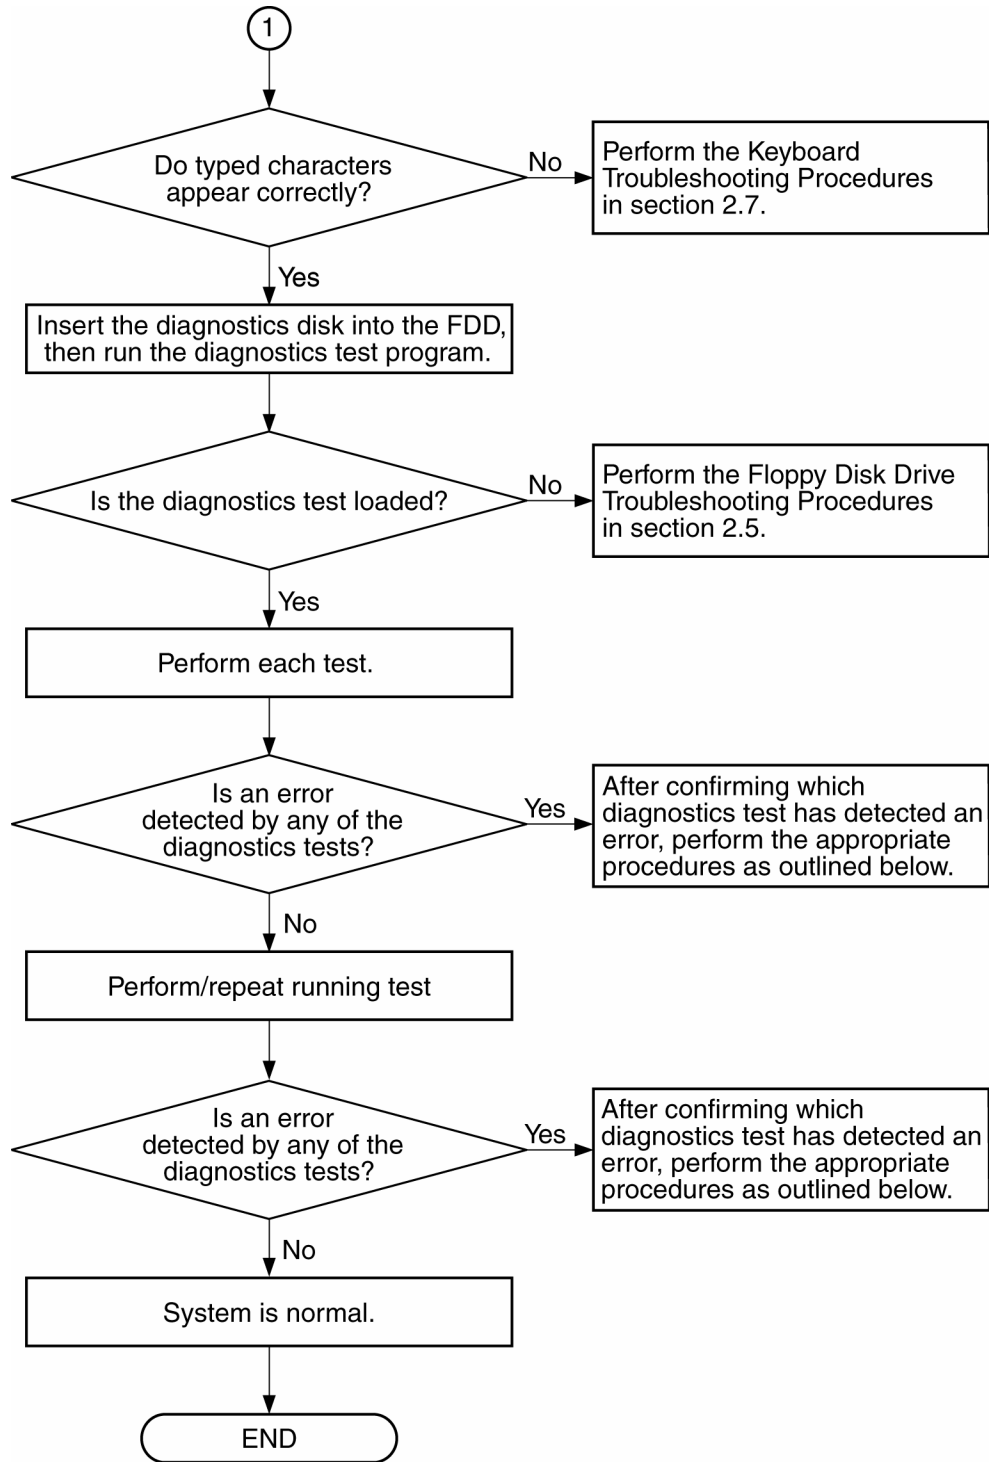 1
Do typed characters
appear correctly?
No
Perform the Keyboard
Troubleshooting Procedures
in section 2.7.
Yes
Insert the diagnostics disk into the FDD,
then run the diagnostics test program.
Is the diagnostics test loaded?
No
Perform the Floppy Disk Drive
Troubleshooting Procedures
in section 2.5.
Yes
Perform each test.
Is an error
detected by any of the
diagnostics tests?
Yes
After confirming which
diagnostics test has detected an
error, perform the appropriate
procedures as outlined below.
No
Perform/repeat running test
Is an error
detected by any of the
diagnostics tests?
Yes
After confirming which
diagnostics test has detected an
error, perform the appropriate
procedures as outlined below.
No
System is normal.
END